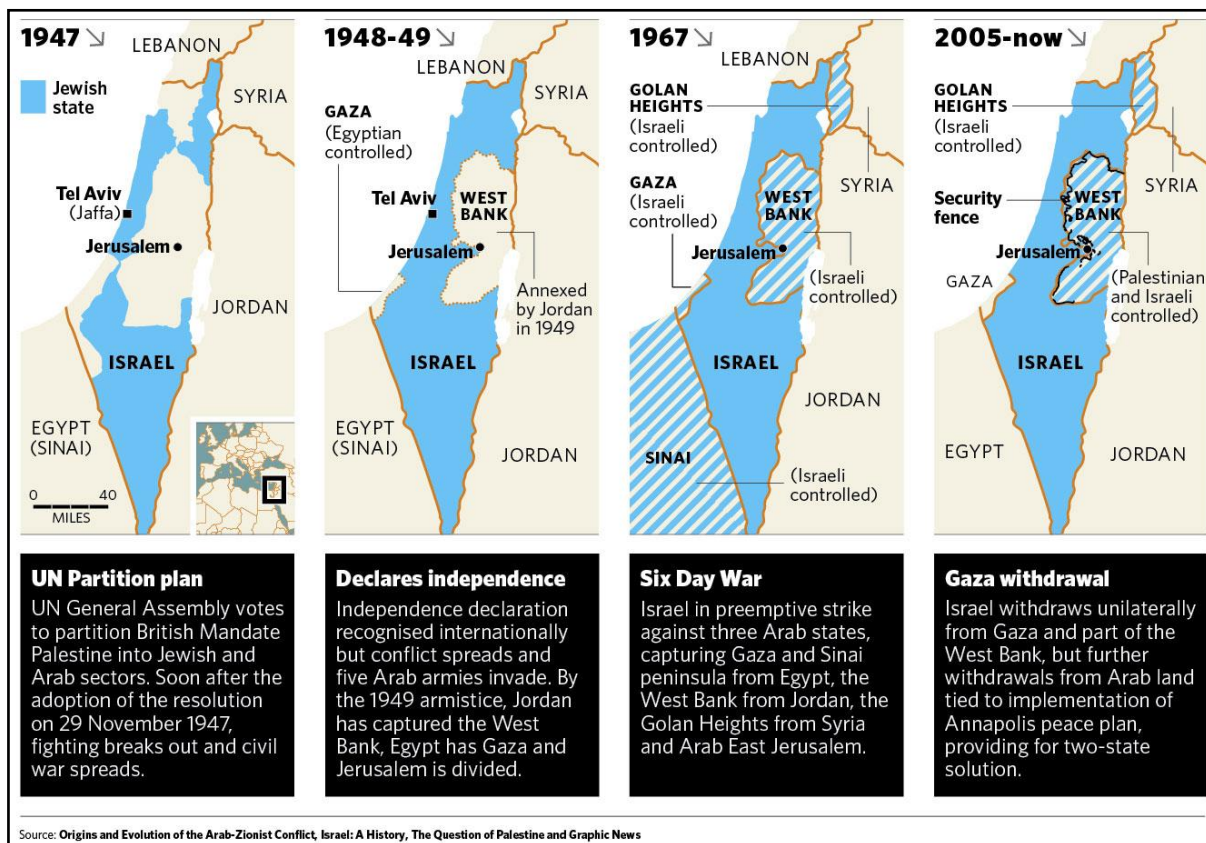 1947
LEBANON
Jewish
state
SYRIA
Tel Aviv
(Jaffa)
Jerusalem
JORDAN
ISRAEL
EGYPT
(SINAI)
0 40
MILES
UN Partition plan
UN General Assembly votes
to partition British Mandate
Palestine into Jewish and
Arab sectors. Soon after the
adoption of the resolution
on 29 November 1947,
fighting breaks out and civil
war spreads.
1948-49
LEBANON
SYRIA
GAZA
(Egyptian
controlled)
Tel Aviv
WEST
BANK
Jerusalem
Annexed
by Jordan
in 1949
ISRAEL
EGYPT
(SINAI)
JORDAN
Declares independence
Independence declaration
recognised internationally
but conflict spreads and
five Arab armies invade. By
the 1949 armistice, Jordan
has captured the West
Bank, Egypt has Gaza and
Jerusalem is divided.
1967
LEBANON
GOLAN
HEIGHTS
(Israeli
controlled)
SYRIA
GAZA
(Israeli
controlled)
WEST
BANK
Jerusalem
(Israeli
controlled)
ISRAEL
JORDAN
SINAI
(Israeli
controlled)
Six Day War
Israel in preemptive strike
against three Arab states,
capturing Gaza and Sinai
peninsula from Egypt, the
West Bank from Jordan, the
Golan Heights from Syria
and Arab East Jerusalem.
2005-now
LEBANON
GOLAN
HEIGHTS
(Israeli
controlled)
SYRIA
Security
fence
WEST
BANK
Jerusalem
GAZA
(Palestinian
and Israeli
controlled)
ISRAEL
EGYPT
JORDAN
Gaza withdrawal
Israel withdraws unilaterally
from Gaza and part of the
West Bank, but further
withdrawals from Arab land
tied to implementation of
Annapolis peace plan,
providing for two-state
solution.
Source: Origins and Evolution of the Arab-Zionist Conflict, Israel: A History, The Question of Palestine and Graphic News